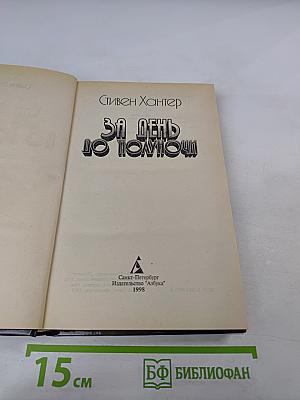 Стивен Хантер
ЗА ДЕНЬ
ДО ПОЛУНОЧИ
Санкт-Петербург
Издательство "Азбука"
1998
15 см
БФ БИБЛИОФАН